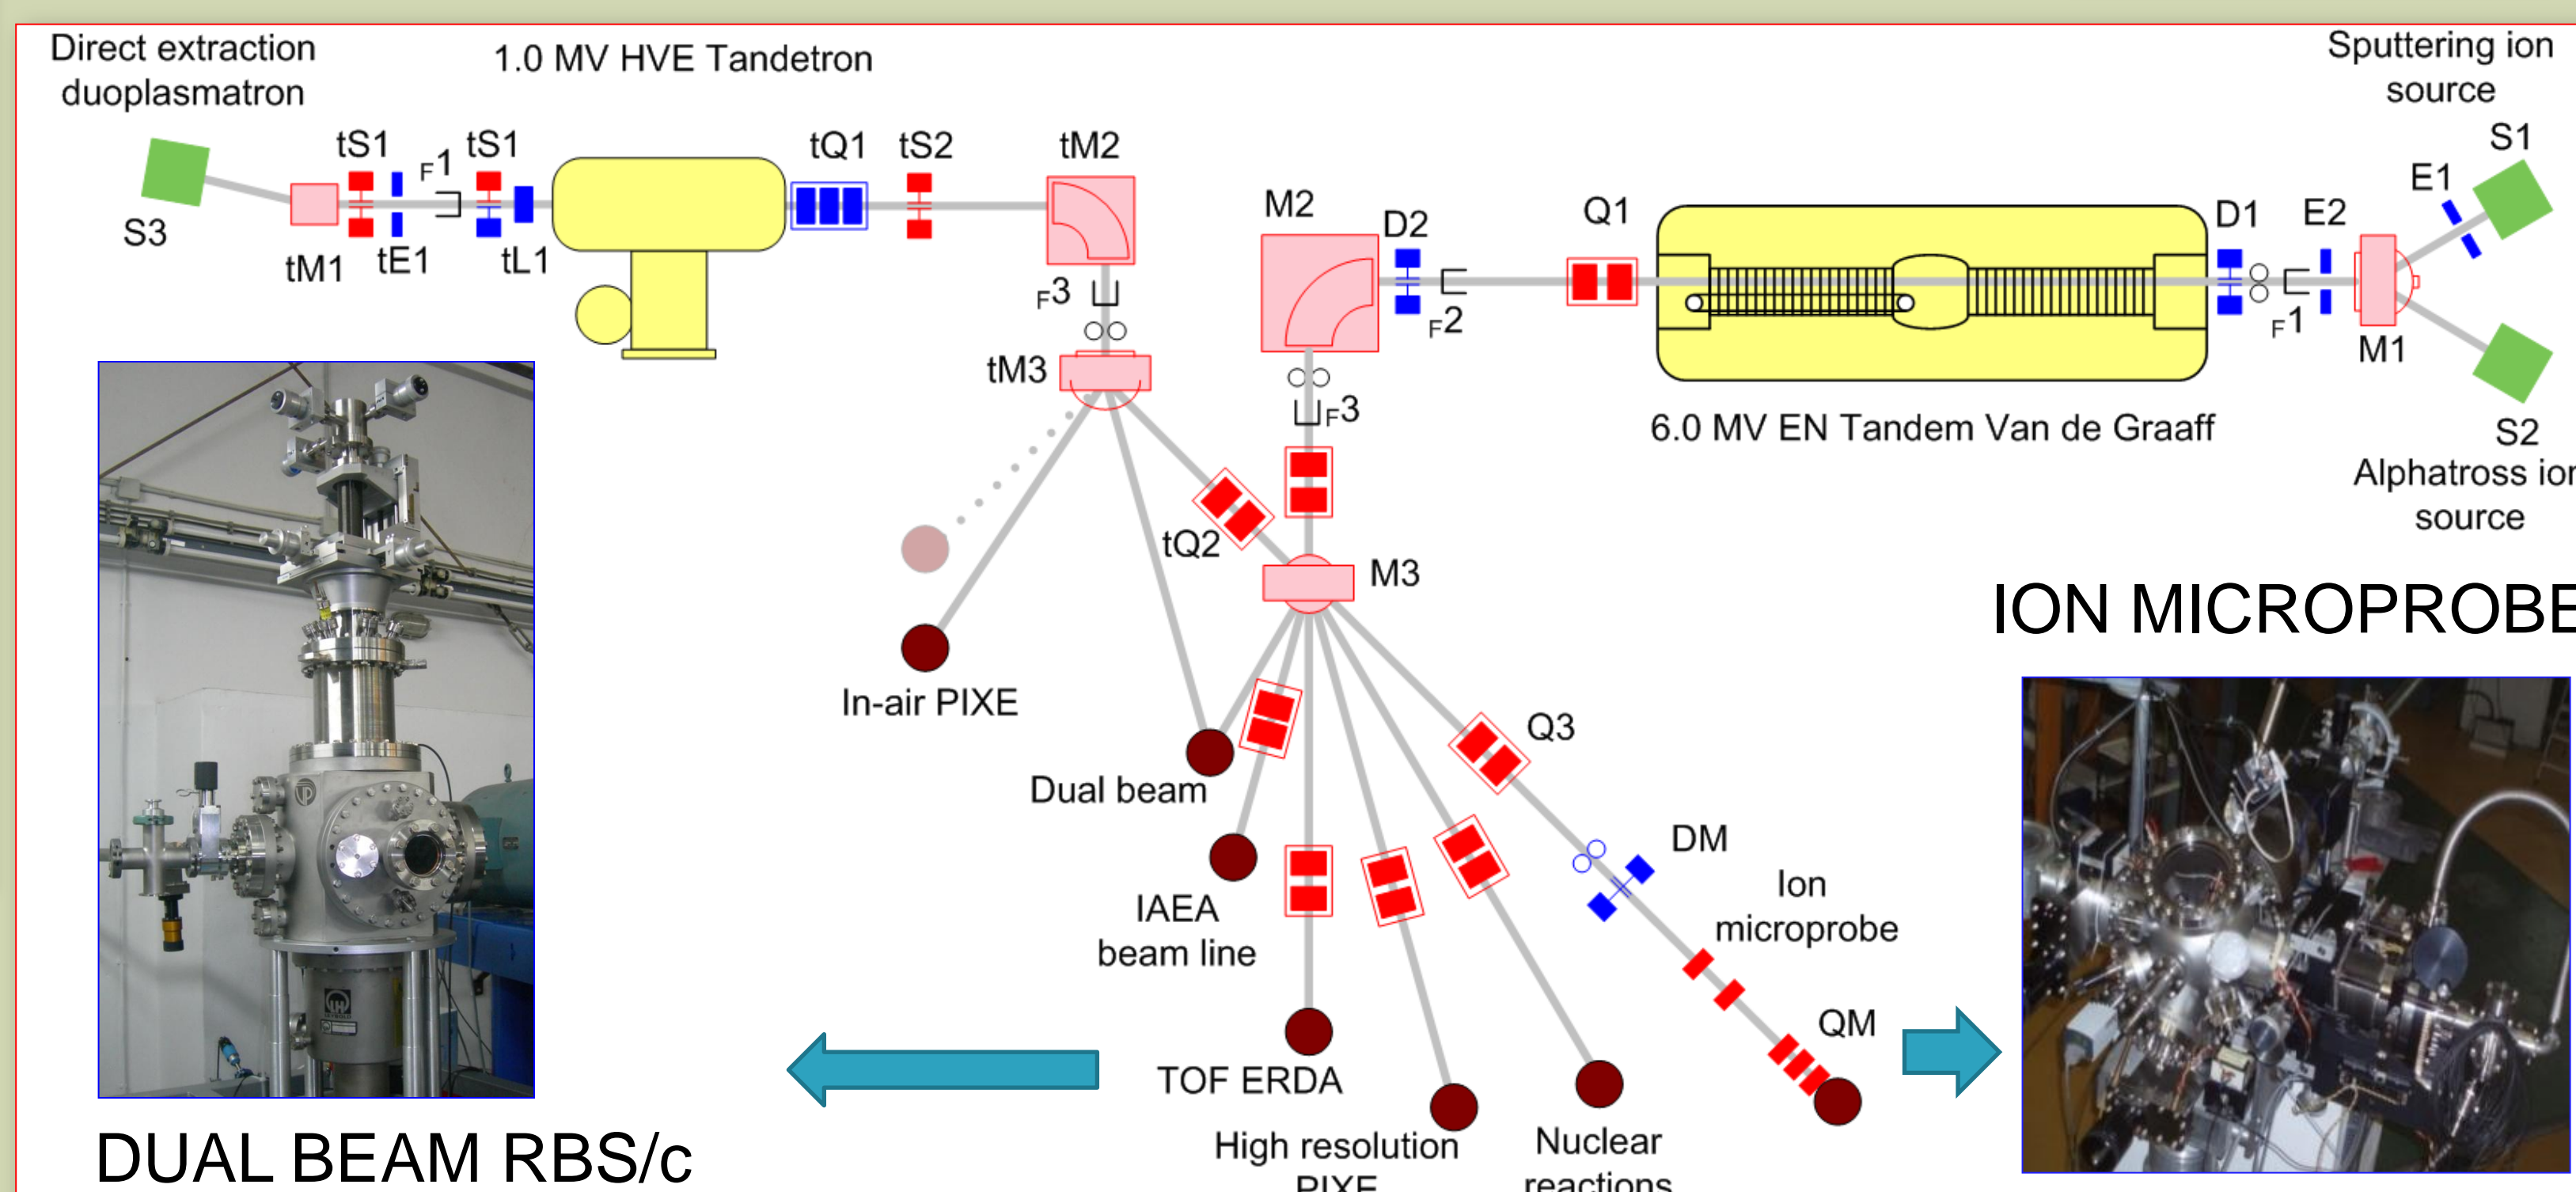 Direct extraction
duoplasmatron
1.0 MV HVE Tandetron
Sputtering ion
source
S3
tM1
tS1
tE1
F1
tS1
tL1
tQ1
tS2
tM2
F3
tM3
M2
D2
F2
Q1
D1
E2
E1
S1
F1
M1
S2
Alphatross ion
source
6.0 MV EN Tandem Van de Graaff
F3
tQ2
M3
ION MICROPROBE
In-air PIXE
Dual beam
Q3
DM
Ion
microprobe
IAEA
beam line
QM
TOF ERDA
High resolution
PIXE
Nuclear
reactions
DUAL BEAM RBS/c